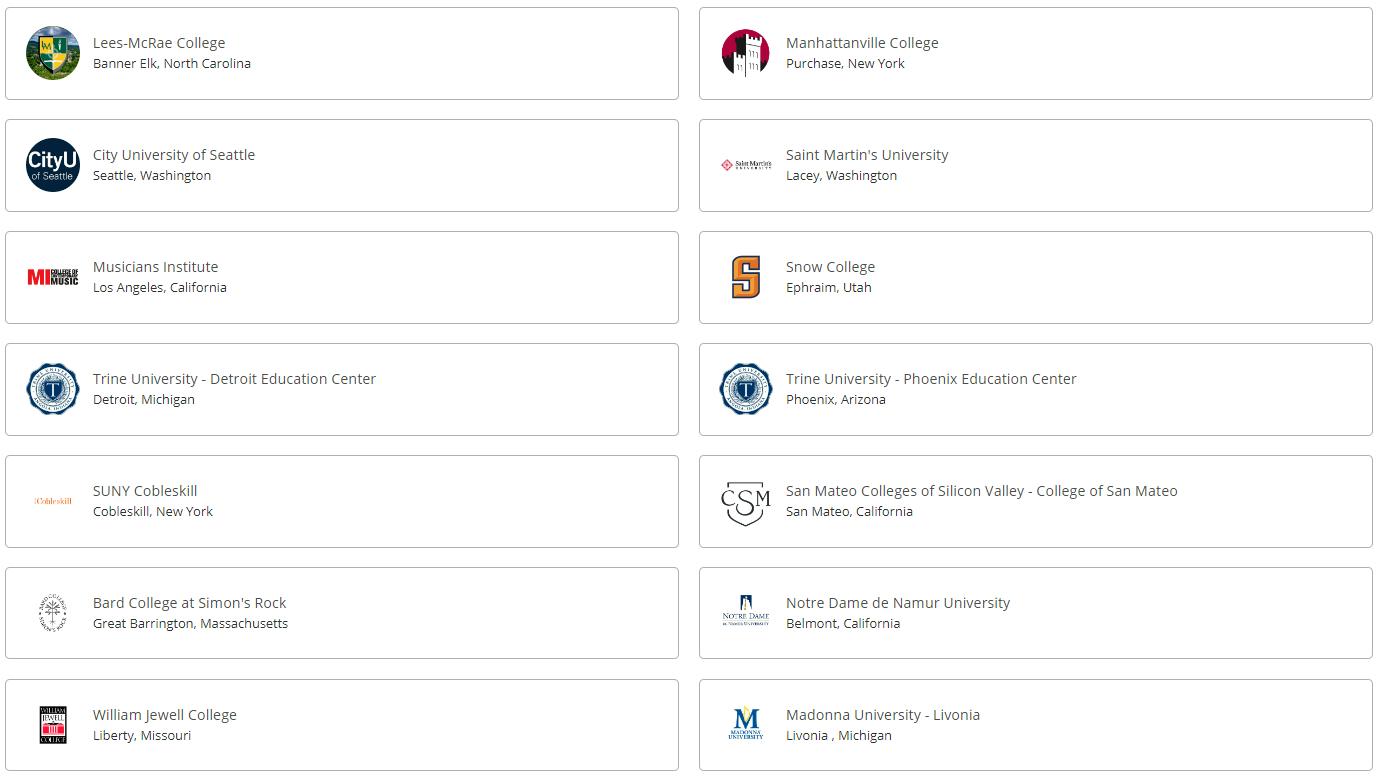 Lees-McRae College
Banner Elk, North Carolina
Manhattanville College
Purchase, New York
CityU
of Seattle
City University of Seattle
Seattle, Washington
Saint Martin's
UNIVERSITY
Saint Martin's University
Lacey, Washington
MI COLLEGE OF
MUSIC
Musicians Institute
Los Angeles, California
S
Snow College
Ephraim, Utah
TRINE UNIVERSITY
T
Trine University - Detroit Education Center
Detroit, Michigan
TRINE UNIVERSITY
T
Trine University - Phoenix Education Center
Phoenix, Arizona
Cobleskill
SUNY Cobleskill
Cobleskill, New York
CSM
San Mateo Colleges of Silicon Valley - College of San Mateo
San Mateo, California
Bard College at Simon's Rock
Great Barrington, Massachusetts
NOTRE DAME
DE NAMUR UNIVERSITY
Notre Dame de Namur University
Belmont, California
WILLIAM
JEWELL
COLLEGE
William Jewell College
Liberty, Missouri
M
MADONNA
UNIVERSITY
Madonna University - Livonia
Livonia , Michigan